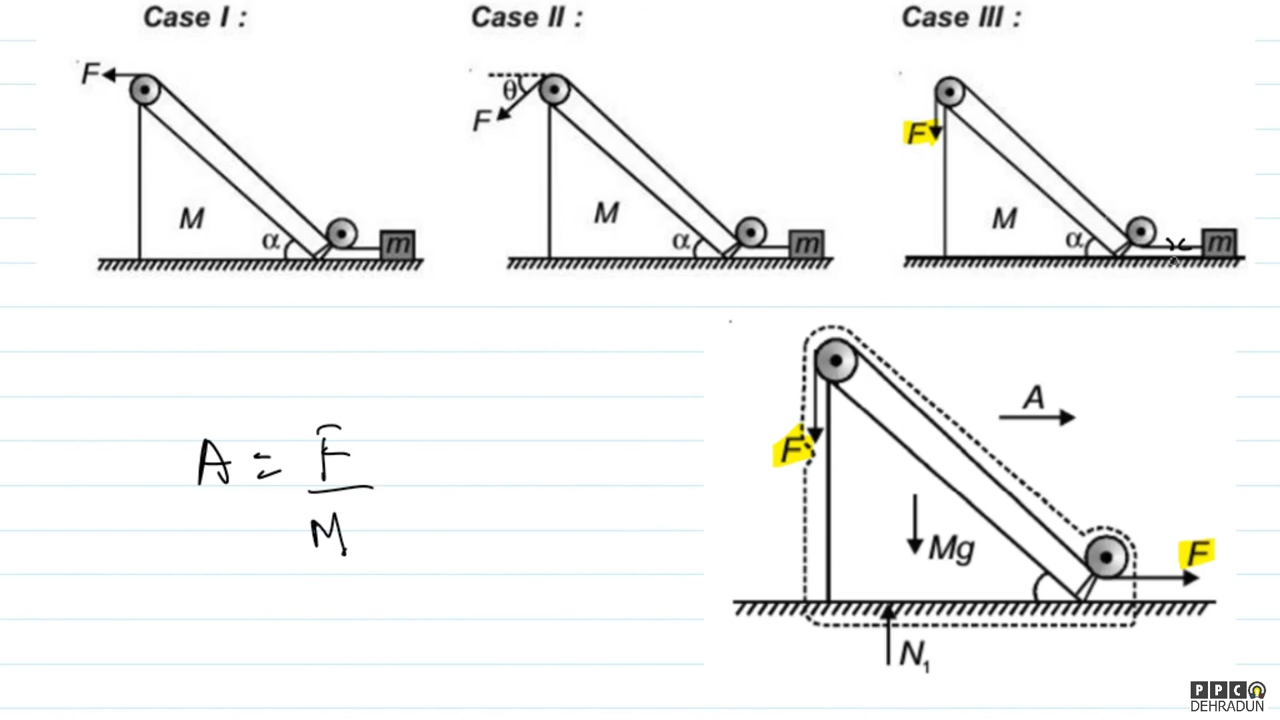 Case I :
Case II :
Case III :
F
θ
F
F
M
α
m
M
α
m
M
α
x
m
A
F
A = F
M
Mg
F
N1
PPC
DEHRADUN